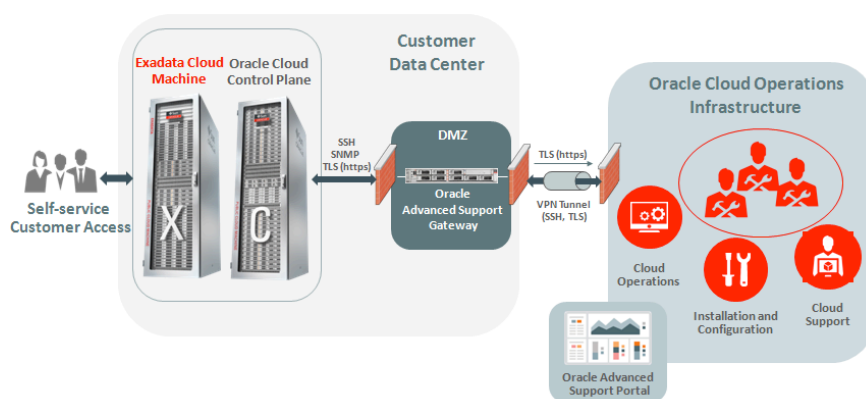 Customer
Data Center
Exadata Cloud
Machine
Oracle Cloud
Control Plane
X
C
Self-service
Customer Access
SSH
SNMP
TLS (https)
DMZ
Oracle
Advanced Support
Gateway
TLS (https)
VPN Tunnel
(SSH, TLS)
Oracle Cloud Operations
Infrastructure
Cloud
Operations
Installation and
Configuration
Cloud
Support
Oracle Advanced
Support Portal